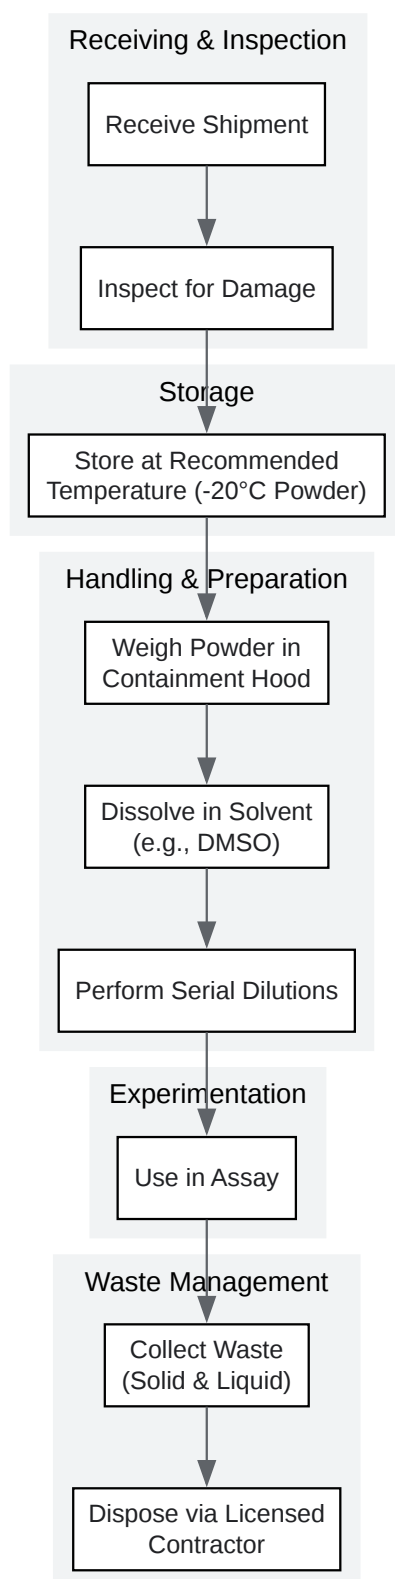 Receiving & Inspection
Receive Shipment
Inspect for Damage
Storage
Store at Recommended
Temperature (-20°C Powder)
Handling & Preparation
Weigh Powder in
Containment Hood
Dissolve in Solvent
(e.g., DMSO)
Perform Serial Dilutions
Experimentation
Use in Assay
Waste Management
Collect Waste
(Solid & Liquid)
Dispose via Licensed
Contractor